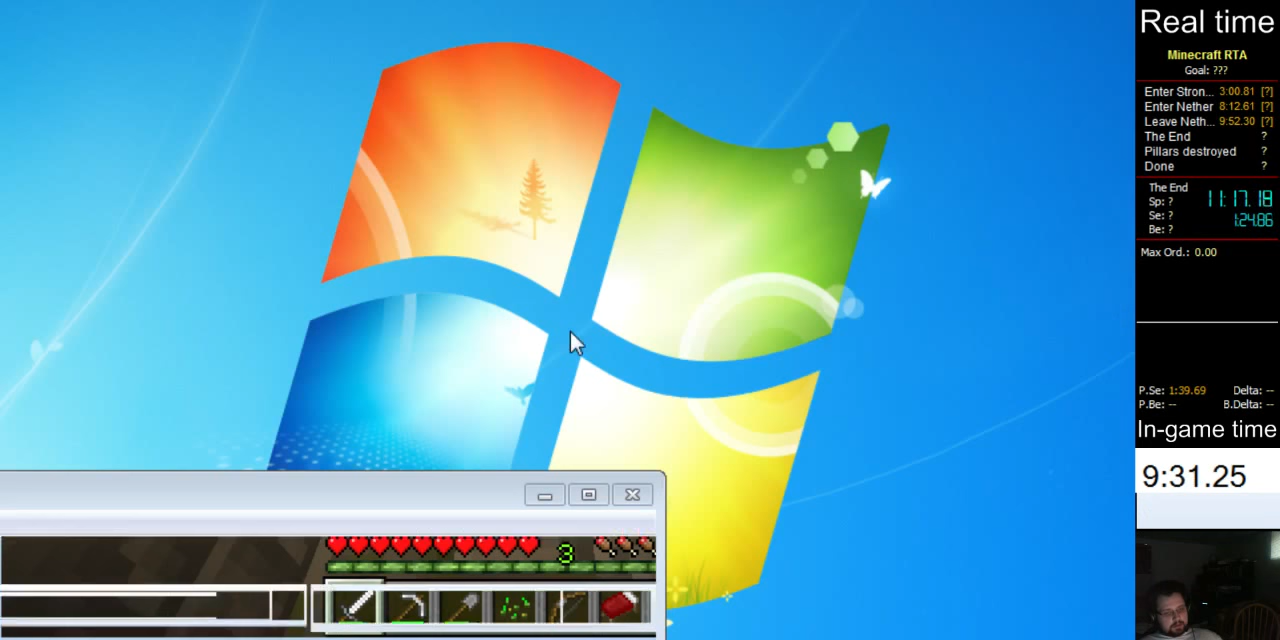 Real time
Minecraft RTA
Goal: ???
Enter Stron... 3:00.81 [?]
Enter Nether 8:12.61 [?]
Leave Neth... 9:52.30 [?]
The End ?
Pillars destroyed ?
Done ?
The End
Sp: ? 11:17.18
Se: ? 1:24.86
Be: ?
Max Ord.: 0.00
P.Se: 1:39.69 Delta: --
P.Be: -- B.Delta: --
In-game time
9:31.25
3